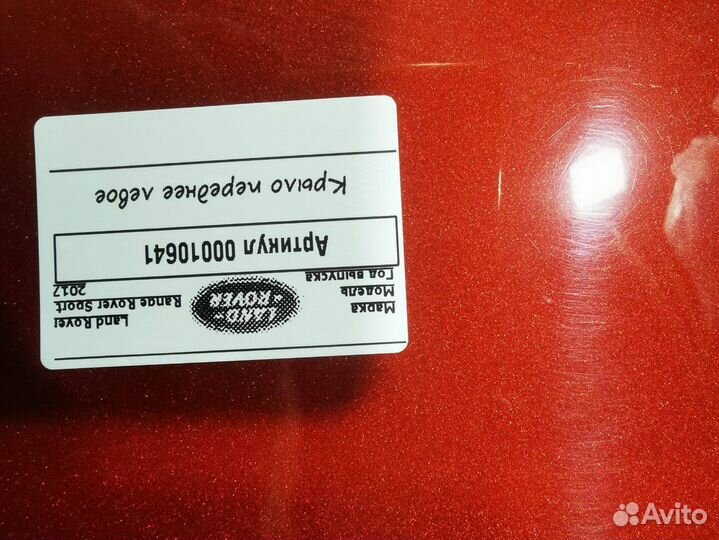 Марка Land Rover
Модель Range Rover Sport
Год выпуска 2017
LAND
ROVER
Артикул 00010641
Крыло переднее левое
Avito